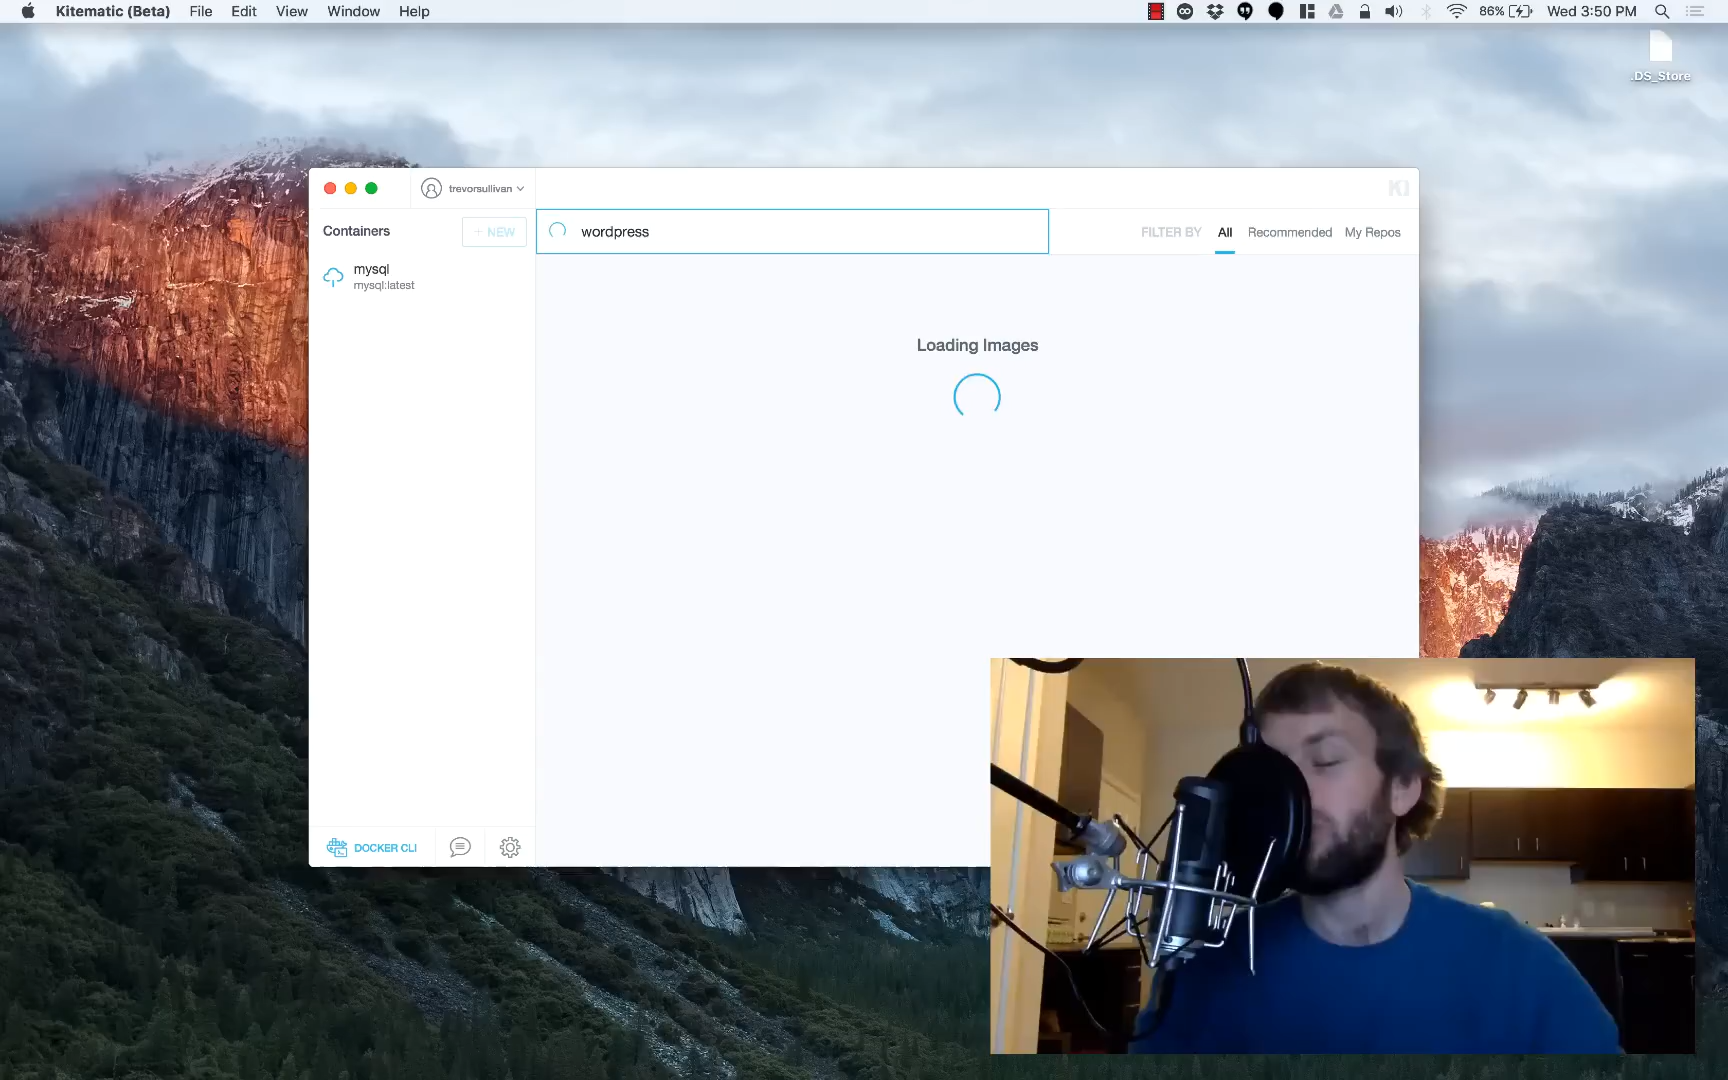 Kitematic (Beta) File Edit View Window Help 86% Wed 3:50 PM
.DS_Store
trevorsullivan
Containers + NEW
wordpress
FILTER BY All Recommended My Repos
mysql
mysql:latest
Loading Images
DOCKER CLI